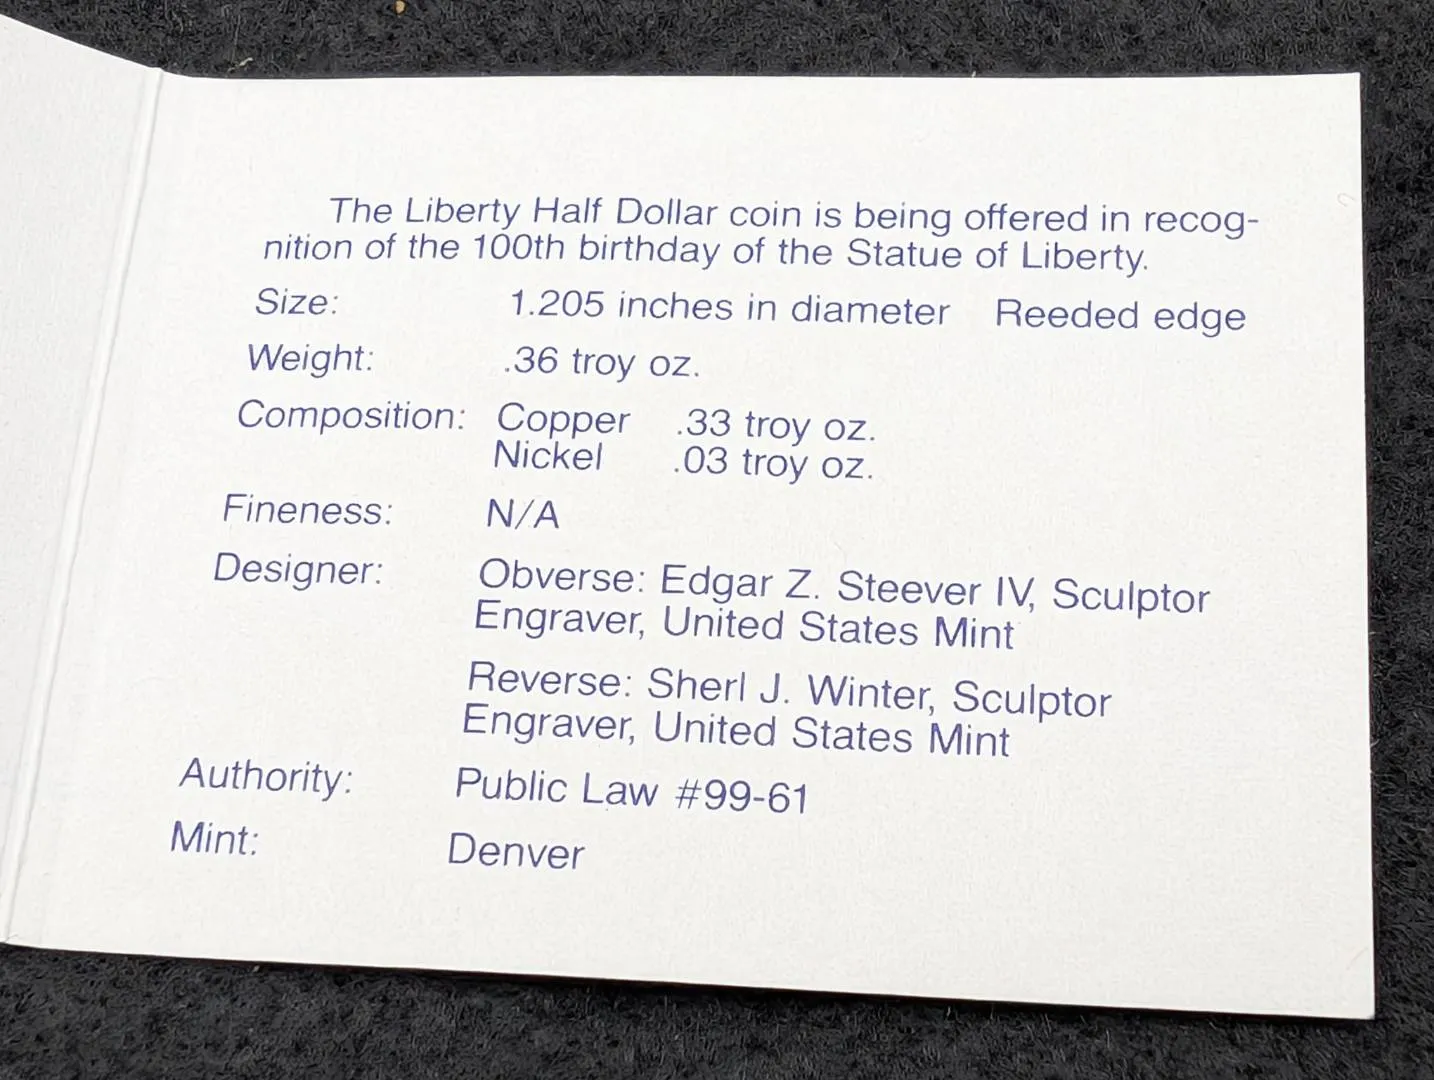 The Liberty Half Dollar coin is being offered in recog-
nition of the 100th birthday of the Statue of Liberty.
Size: 1.205 inches in diameter Reeded edge
Weight: .36 troy oz.
Composition: Copper .33 troy oz.
Nickel .03 troy oz.
Fineness: N/A
Designer: Obverse: Edgar Z. Steever IV, Sculptor
Engraver, United States Mint
Reverse: Sherl J. Winter, Sculptor
Engraver, United States Mint
Authority: Public Law #99-61
Mint: Denver